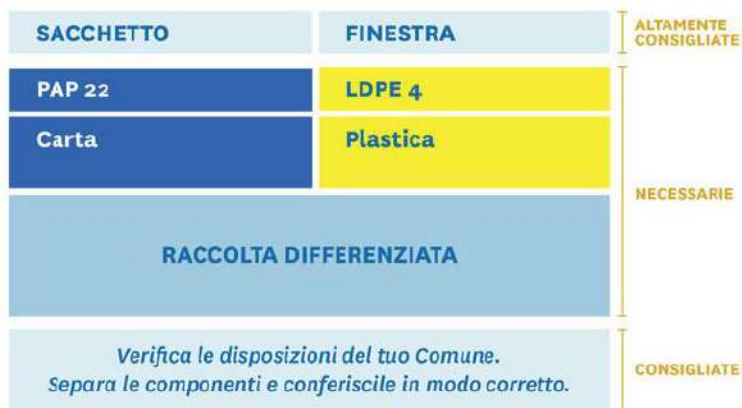 SACCHETTO
FINESTRA
ALTAMENTE
CONSIGLIATE
PAP 22
LDPE 4
Carta
Plastica
NECESSARIE
RACCOLTA DIFFERENZIATA
Verifica le disposizioni del tuo Comune.
Separa le componenti e conferiscile in modo corretto.
CONSIGLIATE